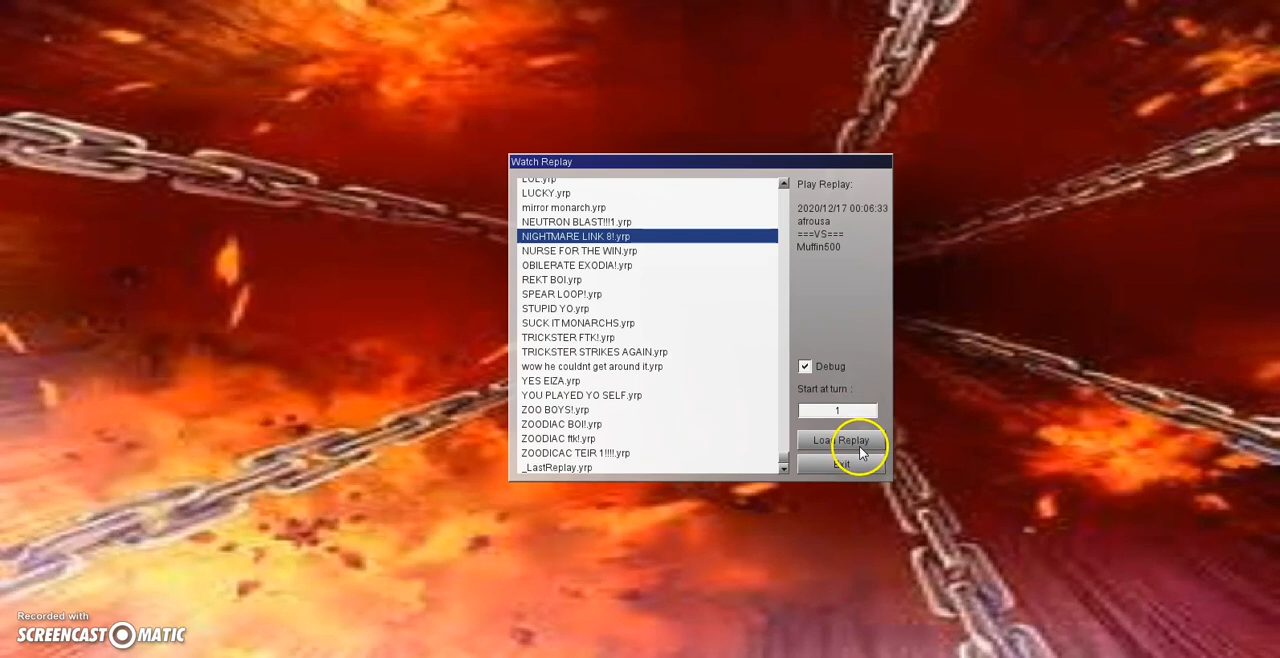 Watch Replay
LOL.yrp
LUCKY.yrp
mirror monarch.yrp
NEUTRON BLAST!!!1.yrp
NIGHTMARE LINK 8!.yrp
NURSE FOR THE WIN.yrp
OBILERATE EXODIA!.yrp
REKT BOI.yrp
SPEAR LOOP!.yrp
STUPID YO.yrp
SUCK IT MONARCHS.yrp
TRICKSTER FTK!.yrp
TRICKSTER STRIKES AGAIN.yrp
wow he couldnt get around it.yrp
YES EIZA.yrp
YOU PLAYED YO SELF.yrp
ZOO BOYS!.yrp
ZOODIAC BOI!.yrp
ZOODIAC ftk!.yrp
ZOODICAC TEIR 1!!!!.yrp
_LastReplay.yrp
Play Replay:
2020/12/17 00:06:33
afrousa
===VS===
Muffin500
Debug
Start at turn :
1
Load Replay
Exit
Recorded with
SCREENCAST-O-MATIC